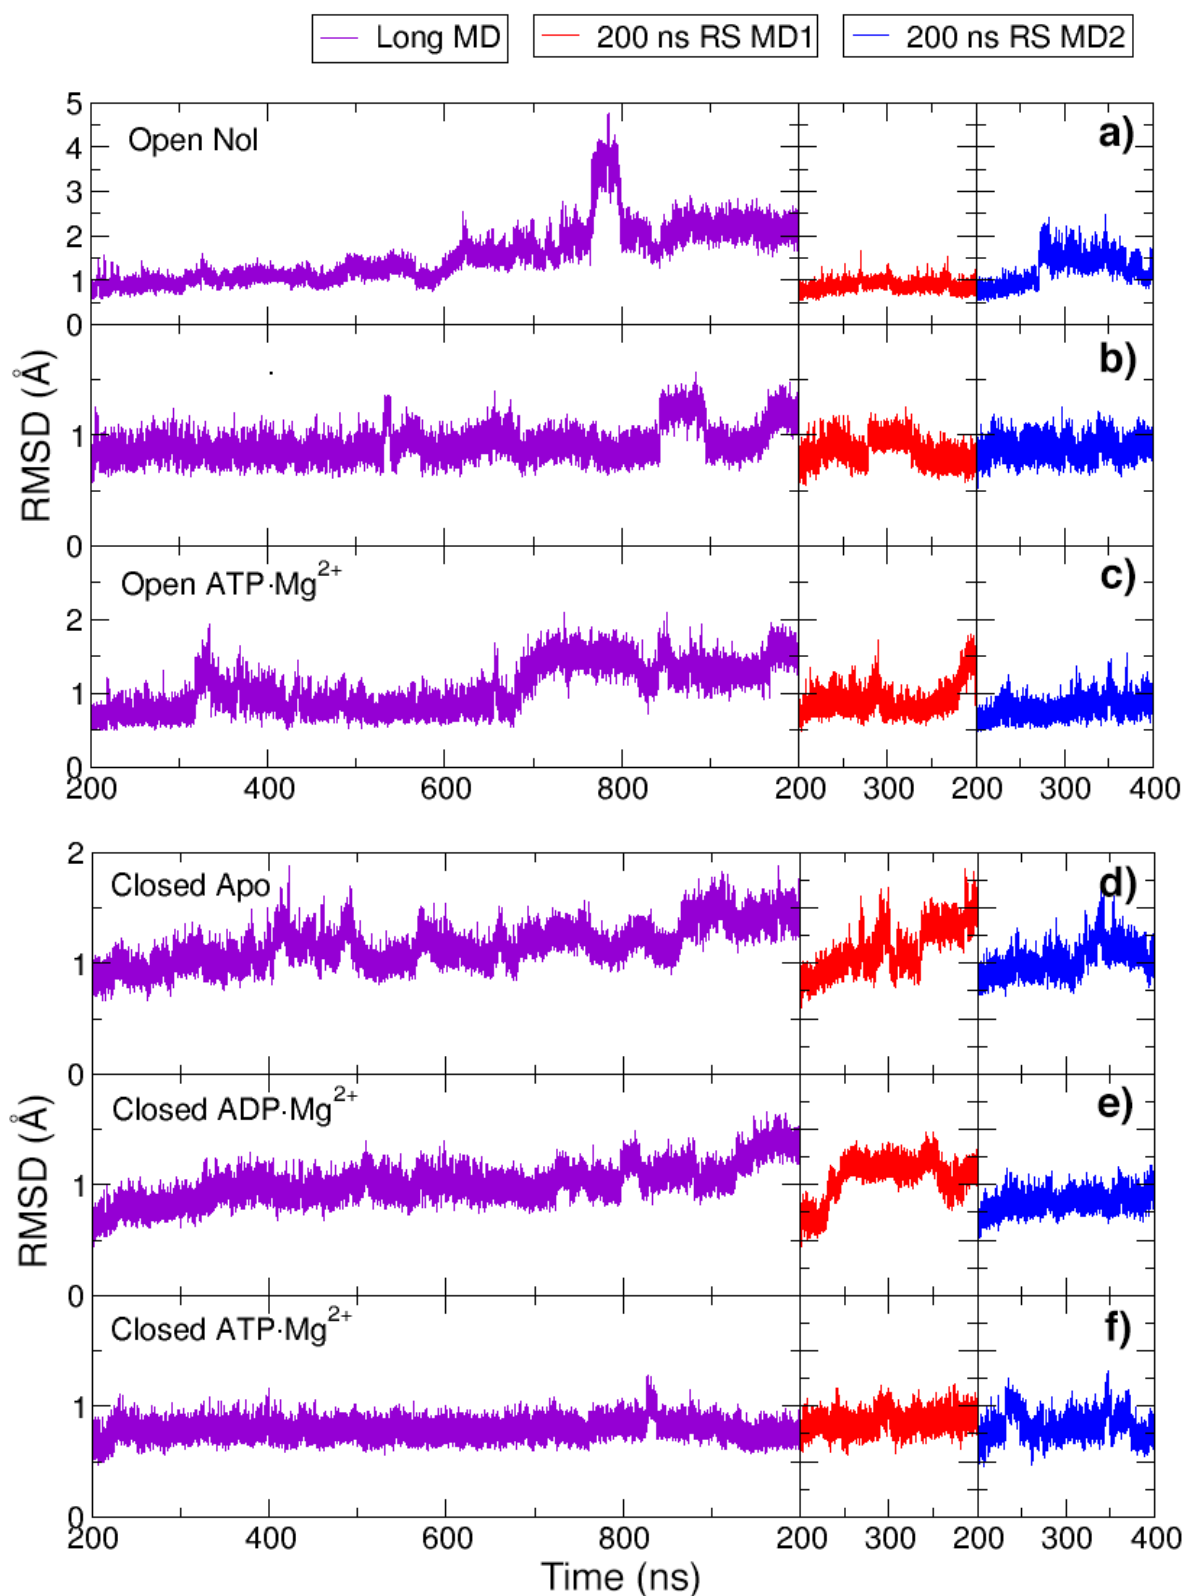 Long MD 200 ns RS MD1 200 ns RS MD2
5
Open NoI a)
4
3
2
1
0
b)
1
0
Open ATP·Mg2+ c)
2
1
0
RMSD (Å)
200 400 600 800 200 300 200 300 400
2
Closed Apo d)
1
0
Closed ADP·Mg2+ e)
1
0
Closed ATP·Mg2+ f)
1
0
RMSD (Å)
200 400 600 800 200 300 200 300 400
Time (ns)